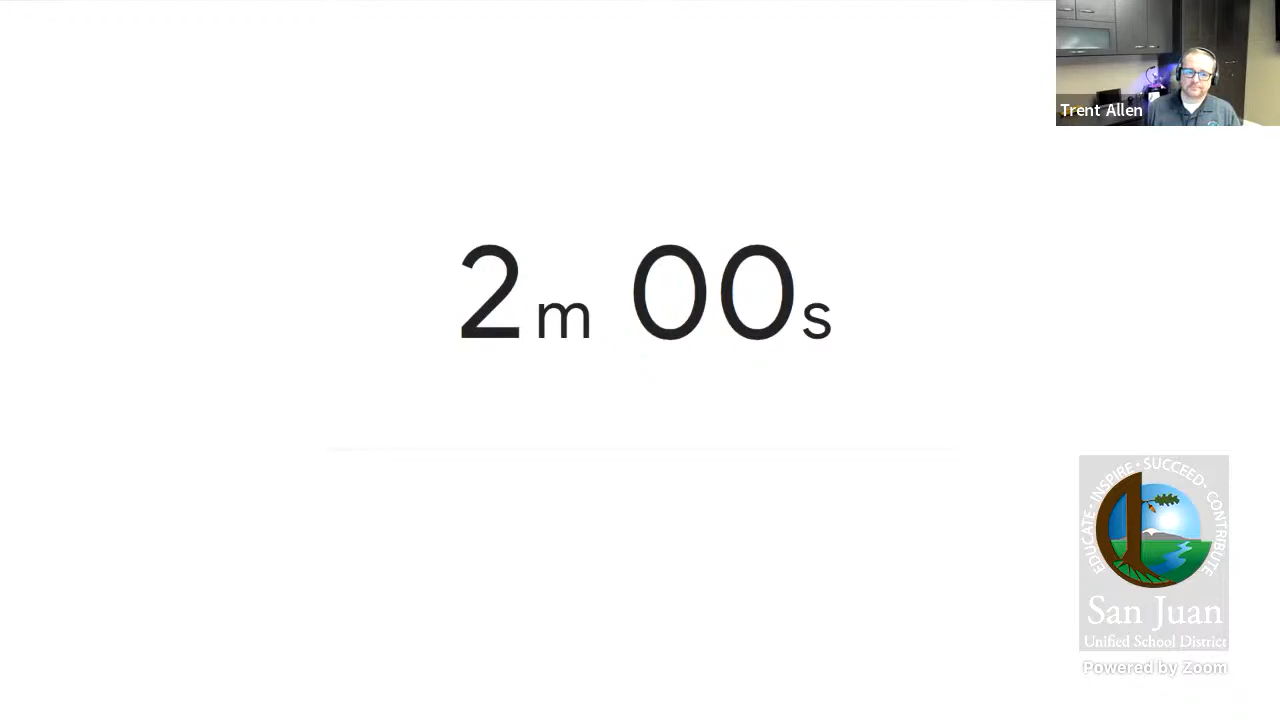 Trent Allen
2m 00s
EDUCATE · INSPIRE · SUCCEED · CONTRIBUTE
San Juan
Unified School District
Powered by Zoom